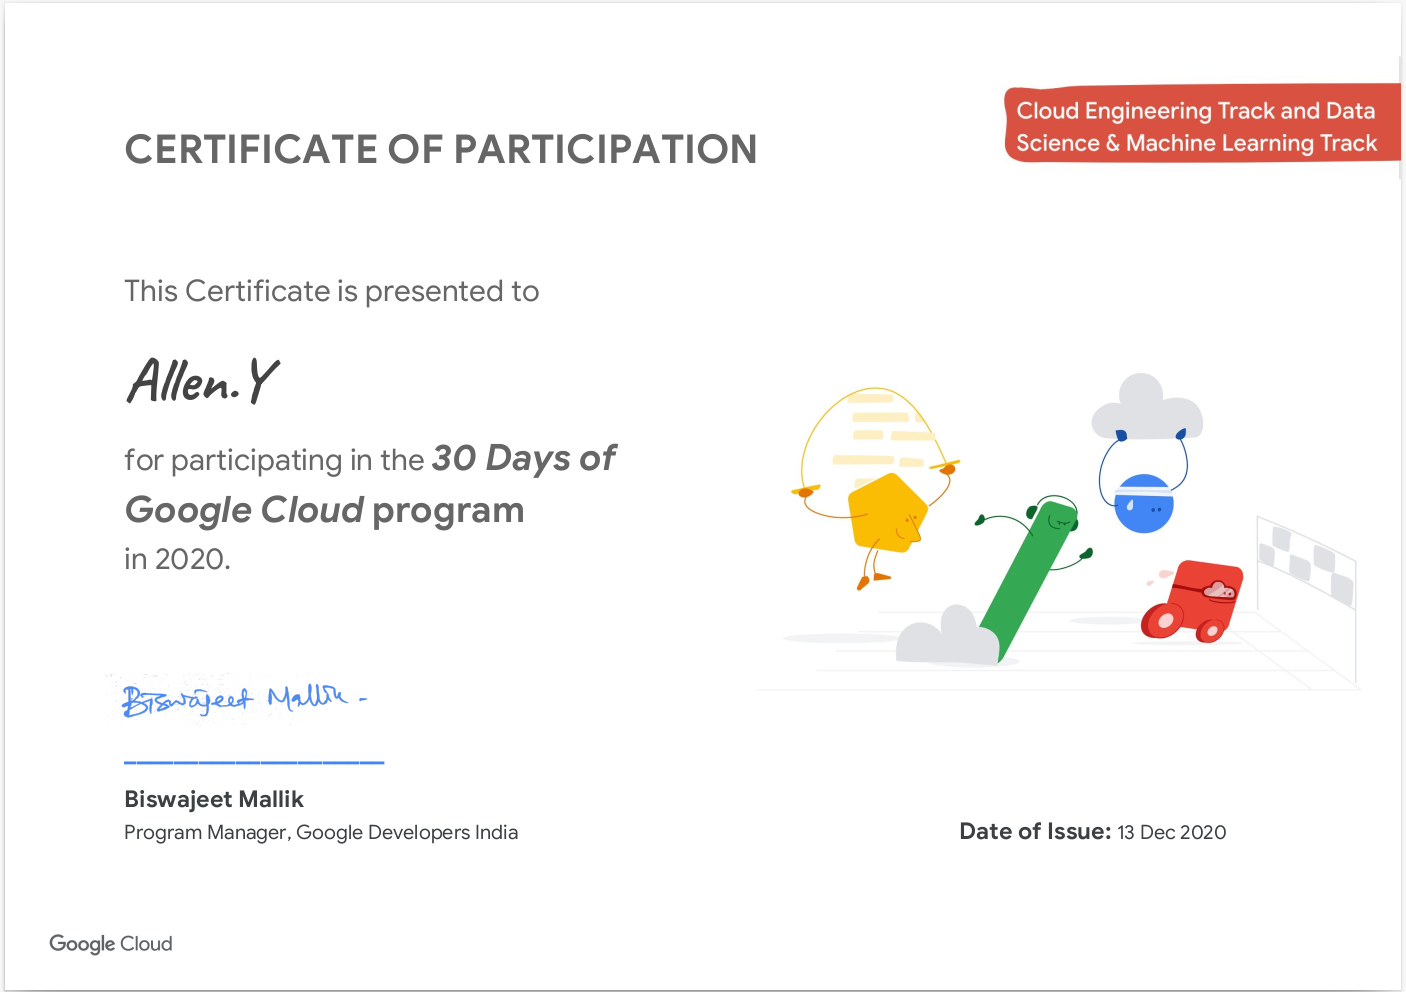 Cloud Engineering Track and Data
Science & Machine Learning Track
CERTIFICATE OF PARTICIPATION
This Certificate is presented to
Allen.Y
for participating in the 30 Days of
Google Cloud program
in 2020.
Biswajeet Mallik -
Biswajeet Mallik
Program Manager, Google Developers India
Date of Issue: 13 Dec 2020
Google Cloud